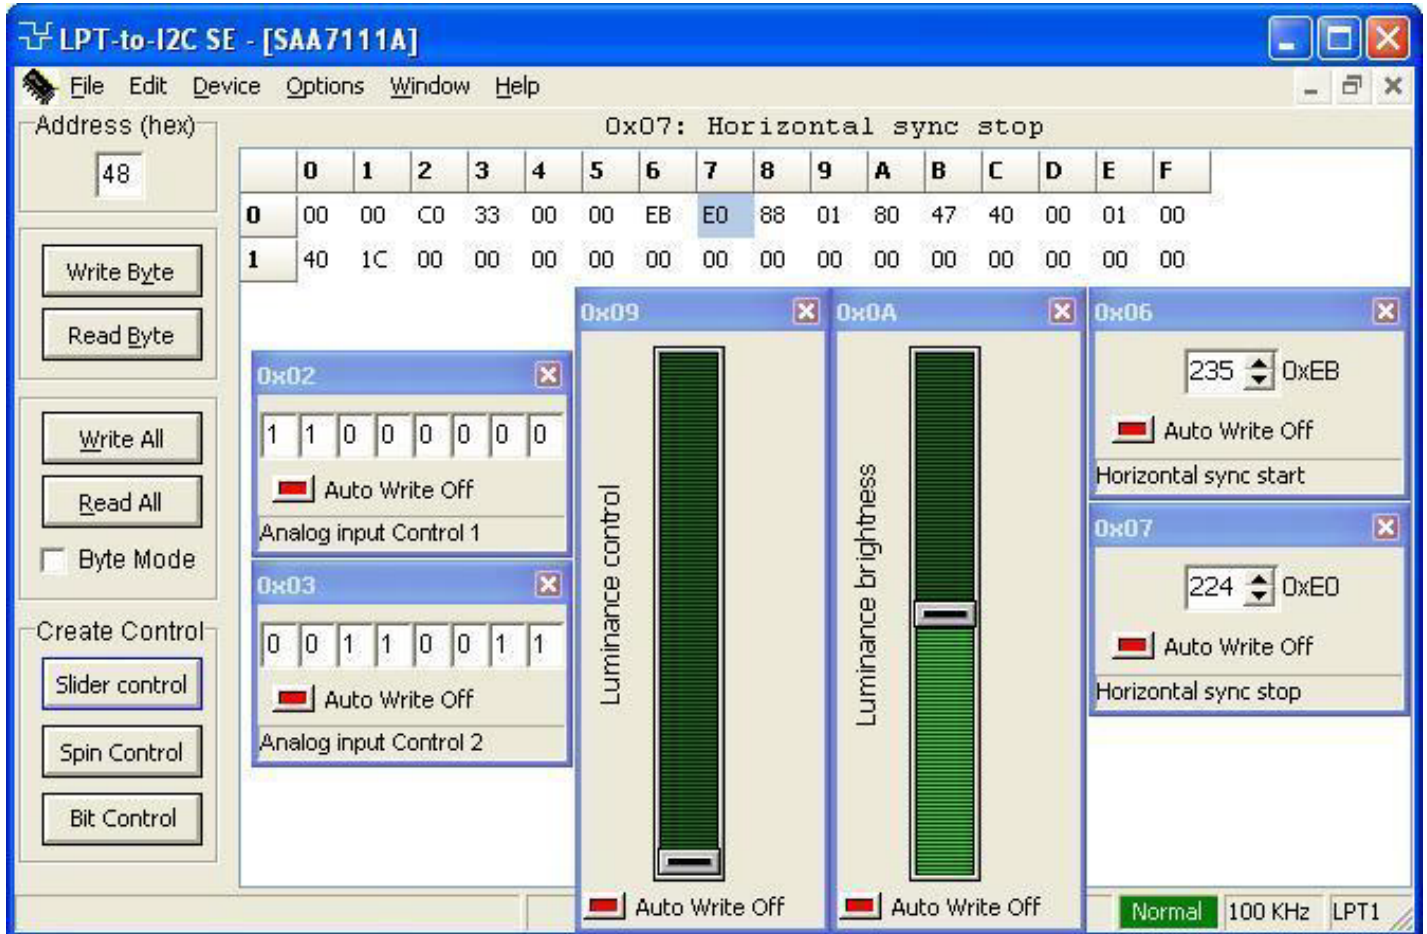 LPT-to-I2C SE - [SAA7111A]
File Edit Device Options Window Help
Address (hex)
48
Write Byte
Read Byte
Write All
Read All
Byte Mode
Create Control
Slider control
Spin Control
Bit Control
0x07: Horizontal sync stop
0 1 2 3 4 5 6 7 8 9 A B C D E F
0 00 00 C0 33 00 00 EB E0 88 01 80 47 40 00 01 00
1 40 1C 00 00 00 00 00 00 00 00 00 00 00 00 00 00
0x02
1 1 0 0 0 0 0 0
Auto Write Off
Analog input Control 1
0x03
0 0 1 1 0 0 1 1
Auto Write Off
Analog input Control 2
0x09
Luminance control
Auto Write Off
0x0A
Luminance brightness
Auto Write Off
0x06
235 0xEB
Auto Write Off
Horizontal sync start
0x07
224 0xE0
Auto Write Off
Horizontal sync stop
Normal 100 KHz LPT1